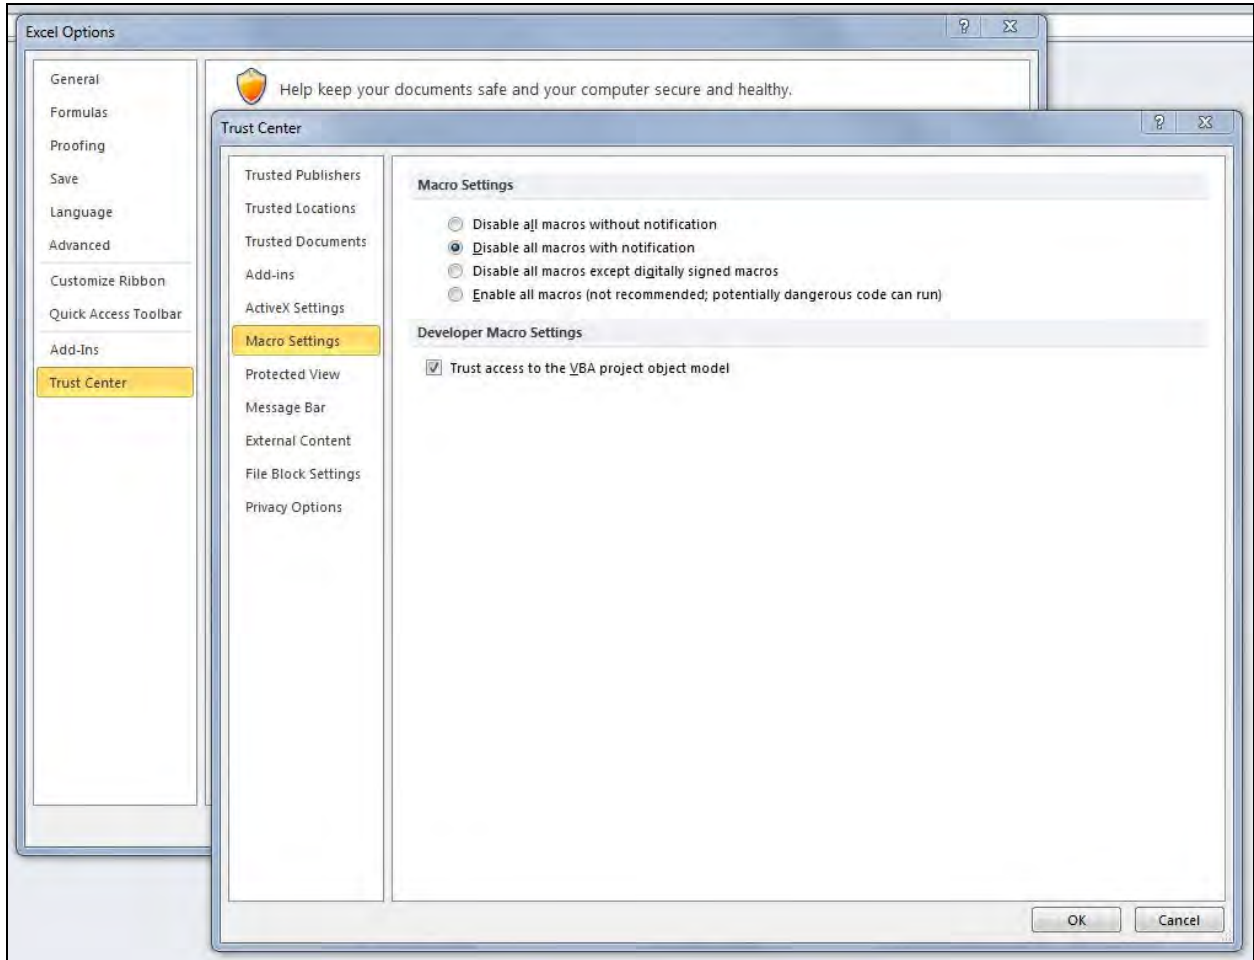 Excel Options
General
Formulas
Proofing
Save
Language
Advanced
Customize Ribbon
Quick Access Toolbar
Add-Ins
Trust Center
Help keep your documents safe and your computer secure and healthy.
Trust Center
Trusted Publishers
Trusted Locations
Trusted Documents
Add-ins
ActiveX Settings
Macro Settings
Protected View
Message Bar
External Content
File Block Settings
Privacy Options
Macro Settings
Disable all macros without notification
Disable all macros with notification
Disable all macros except digitally signed macros
Enable all macros (not recommended; potentially dangerous code can run)
Developer Macro Settings
Trust access to the VBA project object model
OK
Cancel